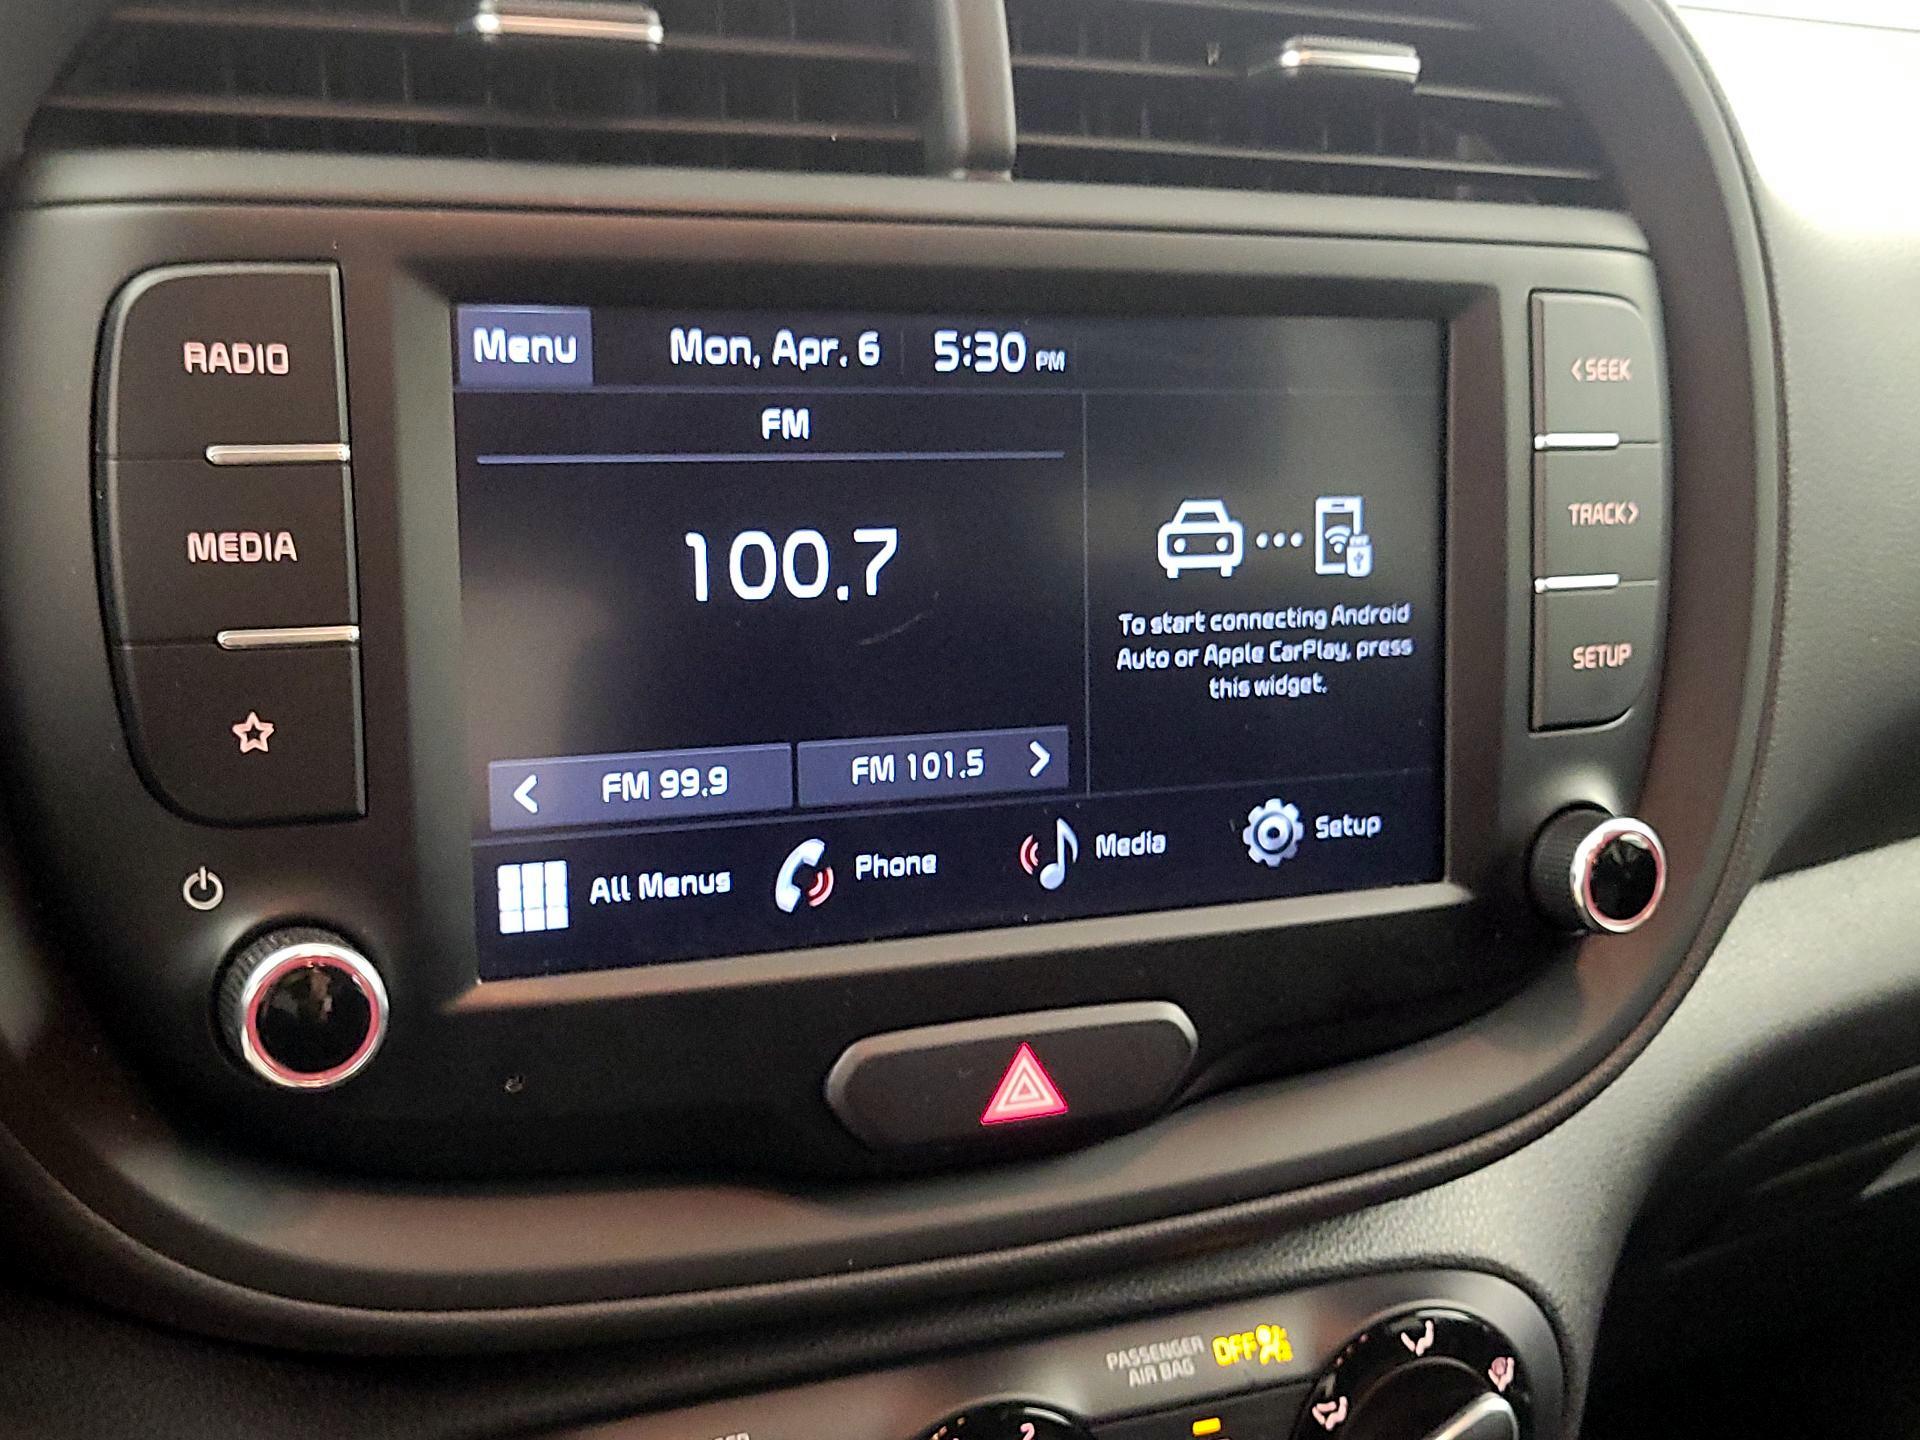 RADIO
MEDIA
Menu
Mon, Apr. 6
5:30 PM
FM
100.7
< FM 99.9
FM 101.5 >
To start connecting Android
Auto or Apple CarPlay, press
this widget.
All Menus
Phone
Media
Setup
< SEEK
TRACK >
SETUP
PASSENGER
AIR BAG
OFF